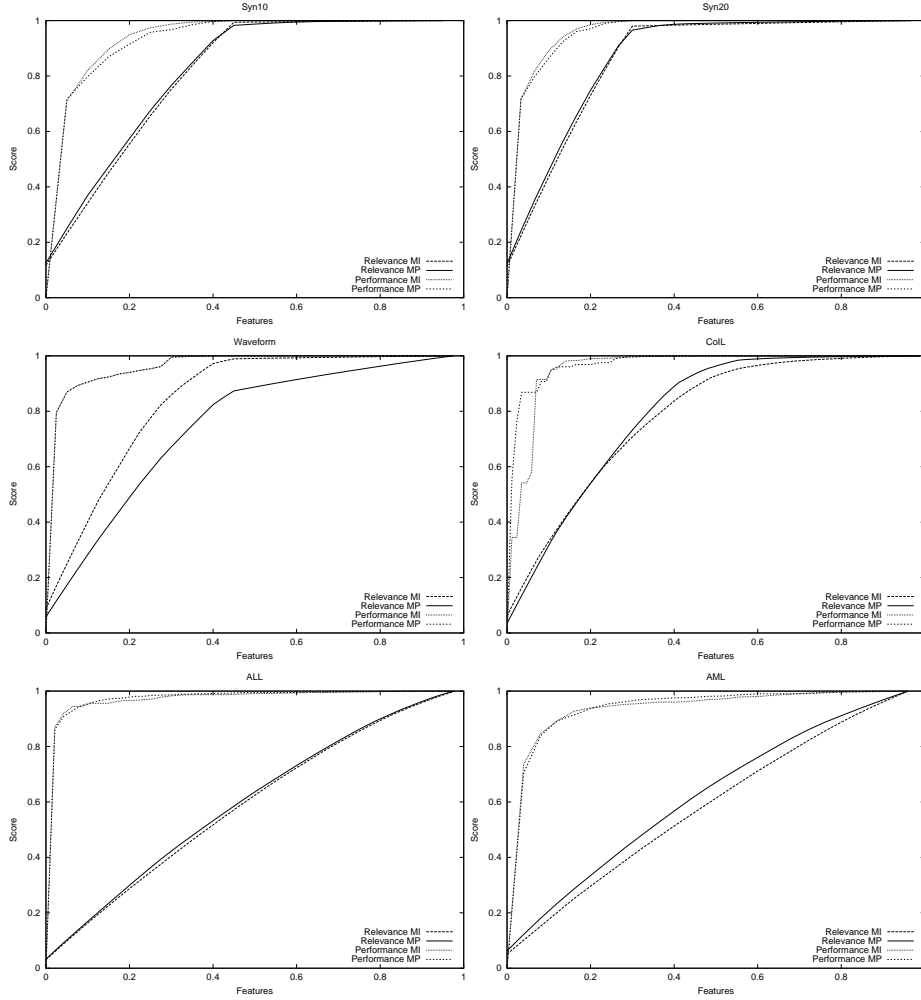 Syn10
1
0.8
0.6
0.4
0.2
0
Score
Relevance MI
Relevance MP
Performance MI
Performance MP
0 0.2 0.4 0.6 0.8 1
Features
Syn20
1
0.8
0.6
0.4
0.2
0
Score
Relevance MI
Relevance MP
Performance MI
Performance MP
0 0.2 0.4 0.6 0.8
Features
Waveform
1
0.8
0.6
0.4
0.2
0
Score
Relevance MI
Relevance MP
Performance MI
Performance MP
0 0.2 0.4 0.6 0.8 1
Features
CoIL
1
0.8
0.6
0.4
0.2
0
Score
Relevance MI
Relevance MP
Performance MI
Performance MP
0 0.2 0.4 0.6 0.8
Features
ALL
1
0.8
0.6
0.4
0.2
0
Score
Relevance MI
Relevance MP
Performance MI
Performance MP
0 0.2 0.4 0.6 0.8 1
Features
AML
1
0.8
0.6
0.4
0.2
0
Score
Relevance MI
Relevance MP
Performance MI
Performance MP
0 0.2 0.4 0.6 0.8
Features